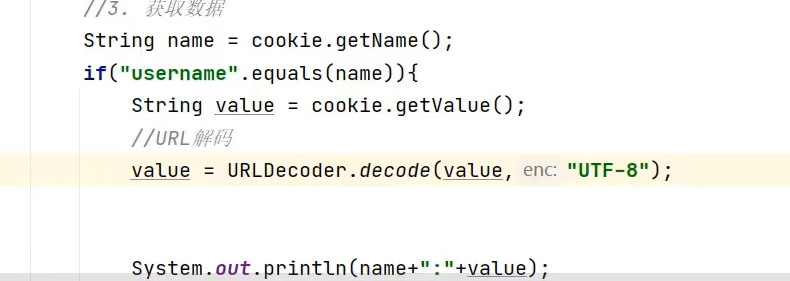 //3. 获取数据
String name = cookie.getName();
if("username".equals(name)){
String value = cookie.getValue();
//URL解码
value = URLDecoder.decode(value, enc: "UTF-8");
System.out.println(name+":"+value);